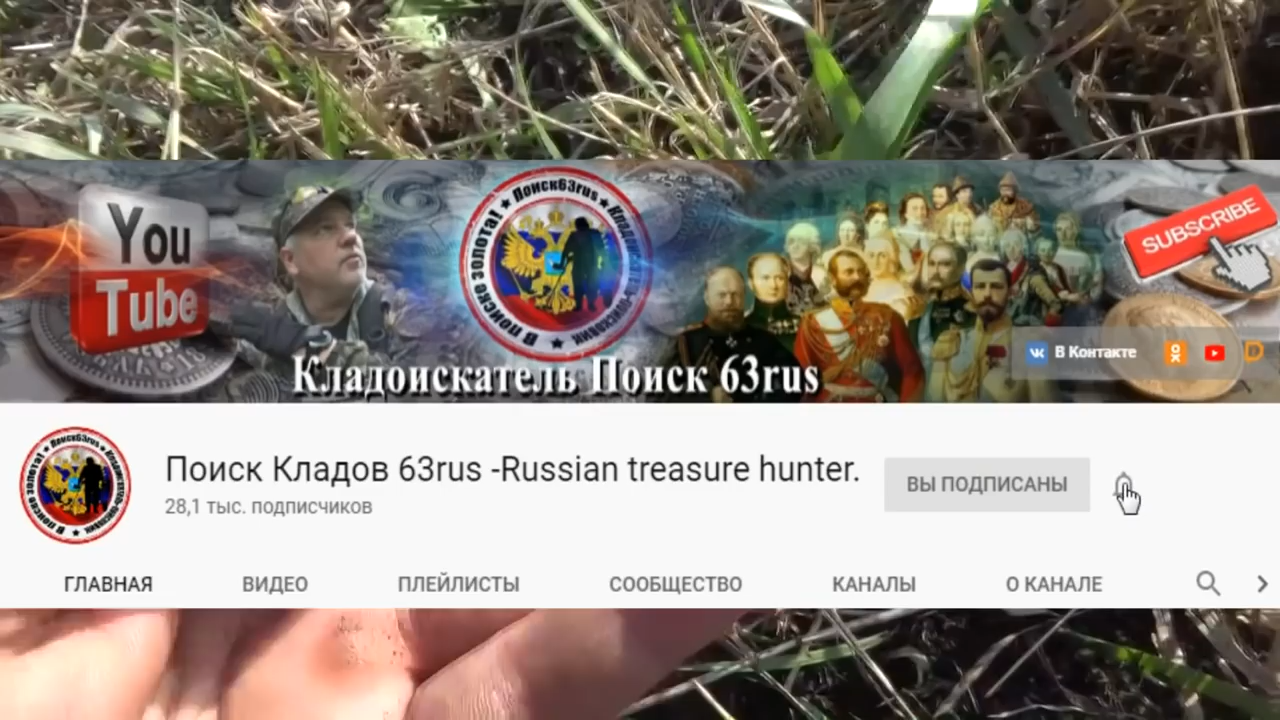 You
Tube
Поиск63rus
В поиске золота!
SUBSCRIBE
В Контакте
Кладоискатель Поиск 63rus
Поиск Кладов 63rus -Russian treasure hunter.
28,1 тыс. подписчиков
ВЫ ПОДПИСАНЫ
ГЛАВНАЯ ВИДЕО ПЛЕЙЛИСТЫ СООБЩЕСТВО КАНАЛЫ О КАНАЛЕ